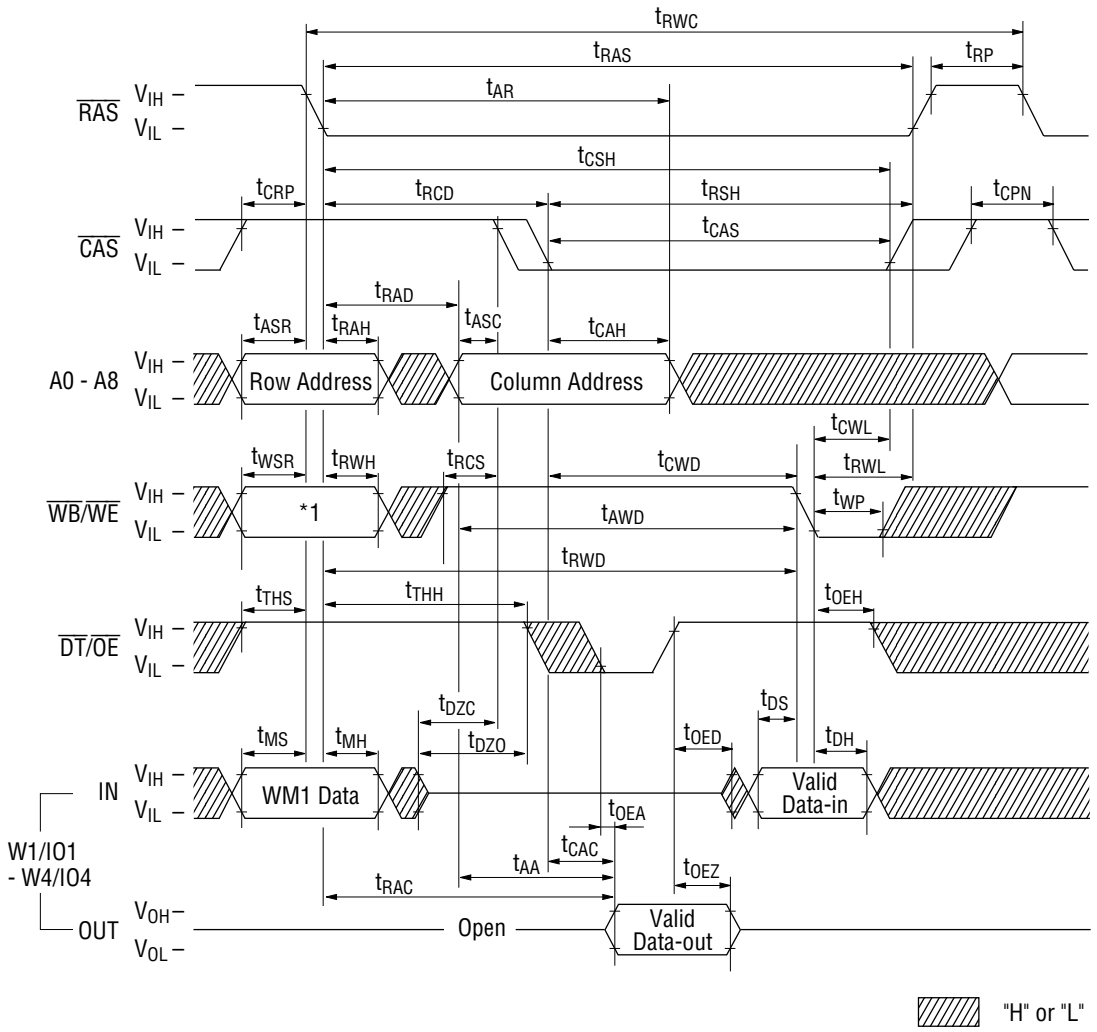 tRWC
tRAS
tRP
tAR
RAS
VIH –
VIL –
tCSH
tCRP
tRCD
tRSH
tCPN
CAS
VIH –
VIL –
tCAS
tRAD
tASR
tRAH
tASC
tCAH
A0 - A8
VIH –
VIL –
Row Address
Column Address
tCWL
tWSR
tRWH
tRCS
tCWD
tRWL
WB/WE
VIH –
VIL –
*1
tAWD
tWP
tRWD
tTHS
tTHH
tOEH
DT/OE
VIH –
VIL –
tDZC
tDS
tMS
tMH
tDZO
tOED
tDH
IN
VIH –
VIL –
WM1 Data
Valid
Data-in
tOEA
W1/IO1
- W4/IO4
tCAC
tAA
tOEZ
tRAC
OUT
VOH –
VOL –
Open
Valid
Data-out
"H" or "L"